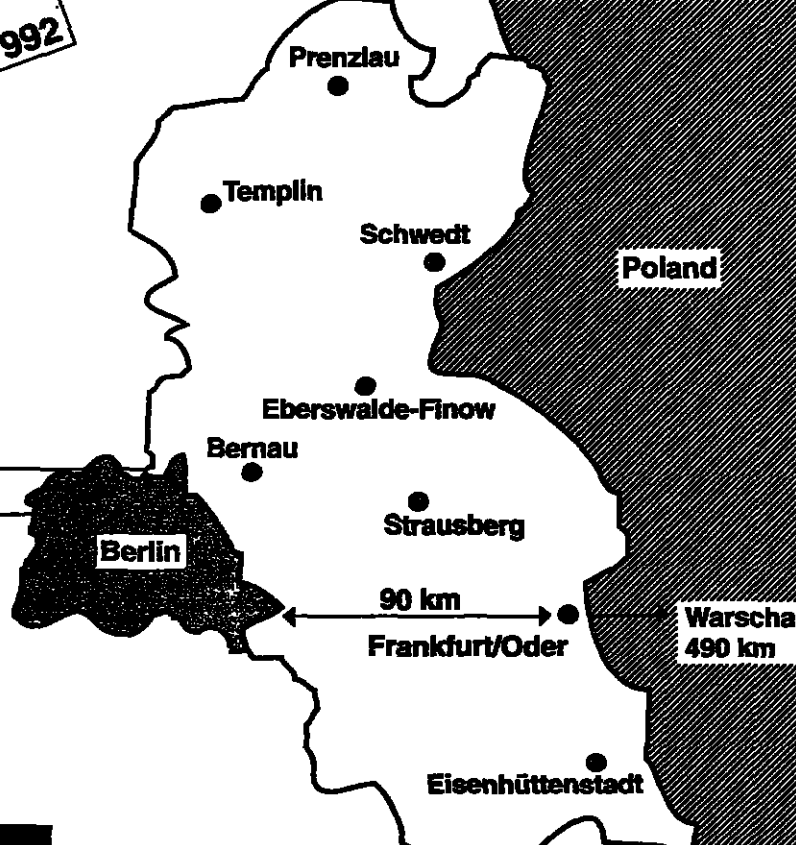 992
Prenzlau
Templin
Schwedt
Poland
Eberswalde-Finow
Bernau
Strausberg
Berlin
90 km
Frankfurt/Oder
Warscha
490 km
Eisenhüttenstadt